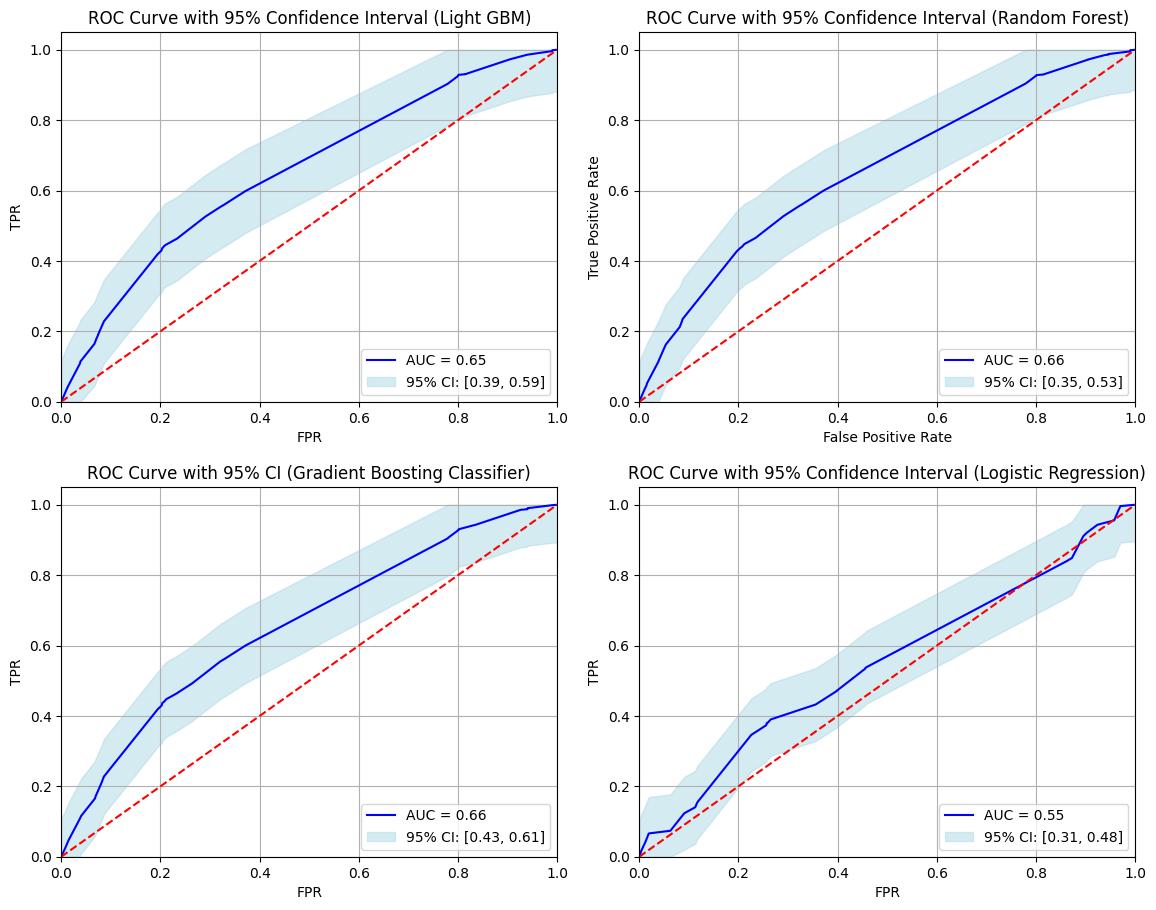 ROC Curve with 95% Confidence Interval (Light GBM)
1.0
0.8
0.6
0.4
0.2
0.0
TPR
0.0 0.2 0.4 0.6 0.8 1.0
FPR
AUC = 0.65
95% CI: [0.39, 0.59]
ROC Curve with 95% Confidence Interval (Random Forest)
1.0
0.8
0.6
0.4
0.2
0.0
True Positive Rate
0.0 0.2 0.4 0.6 0.8 1.0
False Positive Rate
AUC = 0.66
95% CI: [0.35, 0.53]
ROC Curve with 95% CI (Gradient Boosting Classifier)
1.0
0.8
0.6
0.4
0.2
0.0
TPR
0.0 0.2 0.4 0.6 0.8 1.0
FPR
AUC = 0.66
95% CI: [0.43, 0.61]
ROC Curve with 95% Confidence Interval (Logistic Regression)
1.0
0.8
0.6
0.4
0.2
0.0
TPR
0.0 0.2 0.4 0.6 0.8 1.0
FPR
AUC = 0.55
95% CI: [0.31, 0.48]